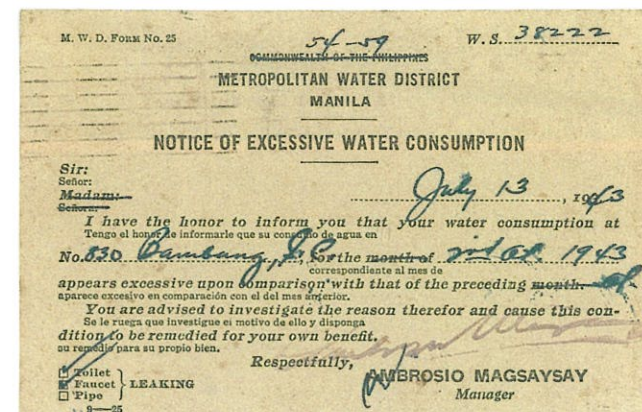 M. W. D. FORM No. 25
54-59
W. S. 38222
COMMONWEALTH OF THE PHILIPPINES
METROPOLITAN WATER DISTRICT
MANILA
NOTICE OF EXCESSIVE WATER CONSUMPTION
Sir:
Señor:
Madam:
Señora:
July 13, 1943
I have the honor to inform you that your water consumption at
Tengo el honor de informarle que su consumo de agua en
No. 830 Bambang, S.C., for the month of 2nd Qr. 1943
correspondiente al mes de
appears excessive upon comparison with that of the preceding month. Qr.
aparece excesivo en comparación con el del mes anterior.
You are advised to investigate the reason therefor and cause this con-
Se le ruega que investigue el motivo de ello y disponga
dition to be remedied for your own benefit.
su remedio para su propio bien.
Respectfully,
Toilet
Faucet } LEAKING
Pipe
AMBROSIO MAGSAYSAY
Manager
9—25